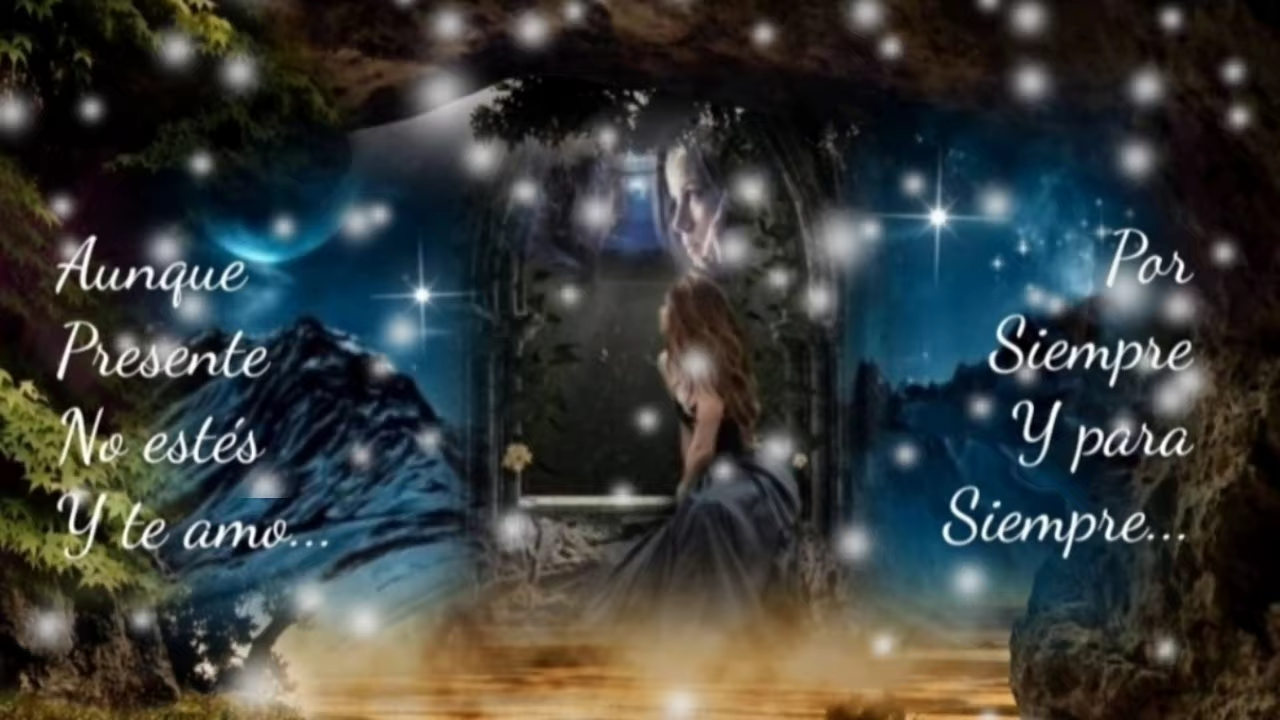 Aunque
Presente
No estés
Y te amo...
Por
Siempre
Y para
Siempre...